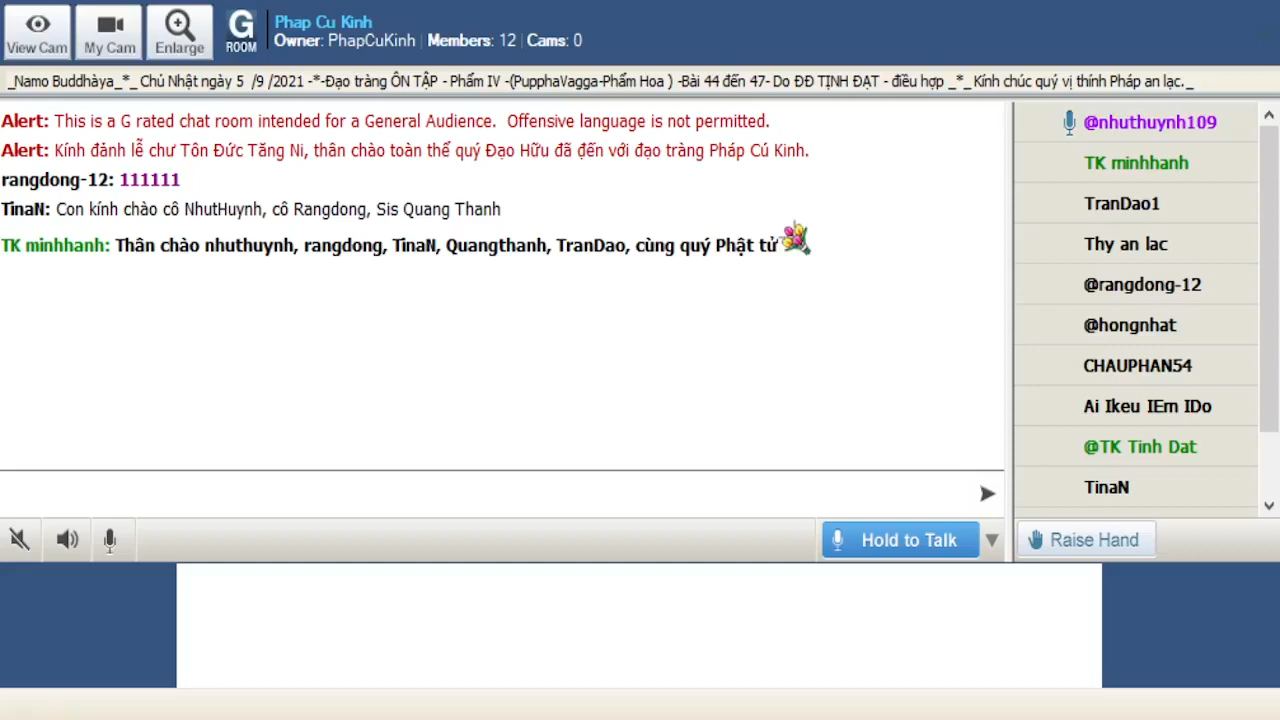 View Cam
My Cam
Enlarge
G
ROOM
Phap Cu Kinh
Owner: PhapCuKinh | Members: 12 | Cams: 0
_Namo Buddhàya_*_ Chủ Nhật ngày 5 /9 /2021 -*-Đạo tràng ÔN TẬP - Phẩm IV -(PupphaVagga-Phẩm Hoa ) -Bài 44 đến 47- Do ĐĐ TỊNH ĐẠT - điều hợp _*_ Kính chúc quý vị thính Pháp an lạc._
Alert: This is a G rated chat room intended for a General Audience. Offensive language is not permitted.
Alert: Kính đảnh lễ chư Tôn Đức Tăng Ni, thân chào toàn thể quý Đạo Hữu đã đến với đạo tràng Pháp Cú Kinh.
rangdong-12: 111111
TinaN: Con kính chào cô NhutHuynh, cô Rangdong, Sis Quang Thanh
TK minhhanh: Thân chào nhuthuynh, rangdong, TinaN, Quangthanh, TranDao, cùng quý Phật tử
@nhuthuynh109
TK minhhanh
TranDao1
Thy an lac
@rangdong-12
@hongnhat
CHAUPHAN54
Ai Ikeu IEm IDo
@TK Tinh Dat
TinaN
Hold to Talk
Raise Hand